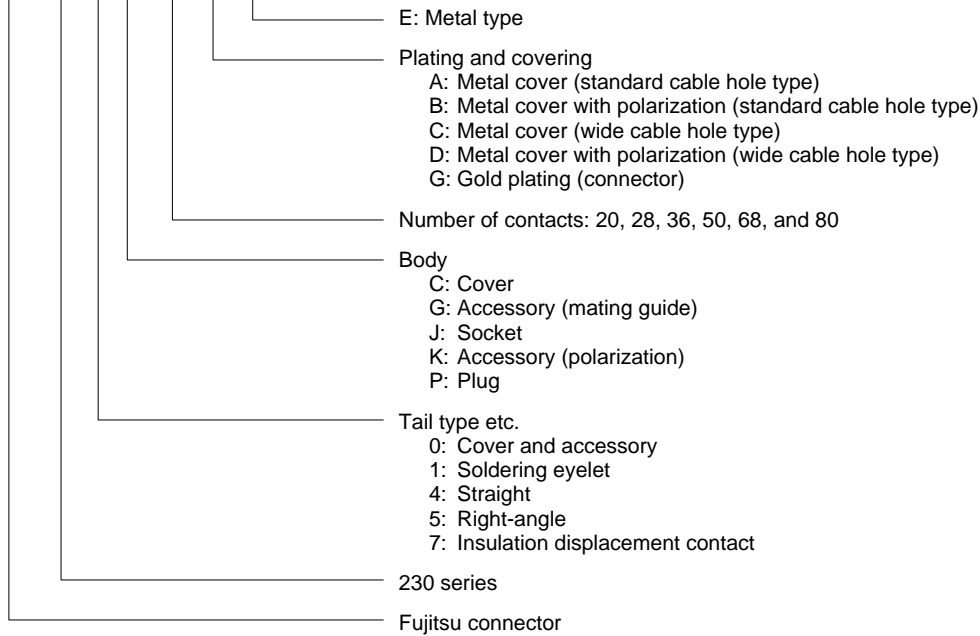 E: Metal type
Plating and covering
A: Metal cover (standard cable hole type)
B: Metal cover with polarization (standard cable hole type)
C: Metal cover (wide cable hole type)
D: Metal cover with polarization (wide cable hole type)
G: Gold plating (connector)
Number of contacts: 20, 28, 36, 50, 68, and 80
Body
C: Cover
G: Accessory (mating guide)
J: Socket
K: Accessory (polarization)
P: Plug
Tail type etc.
0: Cover and accessory
1: Soldering eyelet
4: Straight
5: Right-angle
7: Insulation displacement contact
230 series
Fujitsu connector